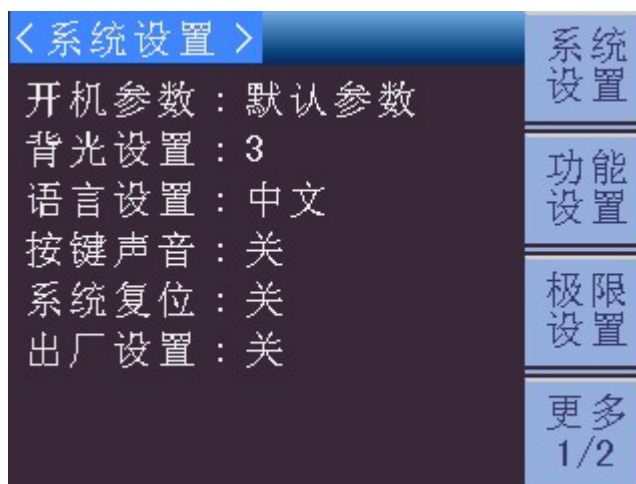 <系统设置>
开机参数:默认参数
背光设置:3
语言设置:中文
按键声音:关
系统复位:关
出厂设置:关
系统
设置
功能
设置
极限
设置
更多
1/2